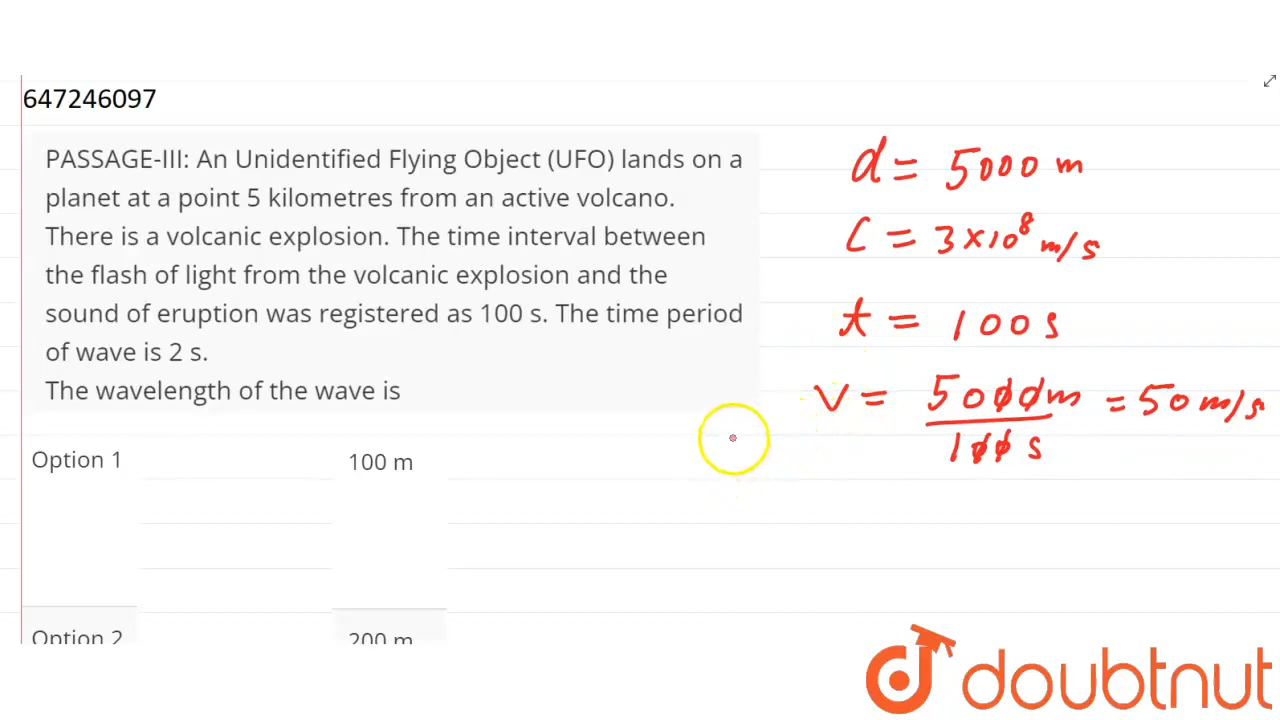 647246097
PASSAGE-III: An Unidentified Flying Object (UFO) lands on a
planet at a point 5 kilometres from an active volcano.
There is a volcanic explosion. The time interval between
the flash of light from the volcanic explosion and the
sound of eruption was registered as 100 s. The time period
of wave is 2 s.
The wavelength of the wave is
Option 1 100 m
Option 2 200 m
d = 5000 m
c = 3×10⁸ m/s
t = 100 s
v = 5000m / 100 s = 50 m/s
doubtnut